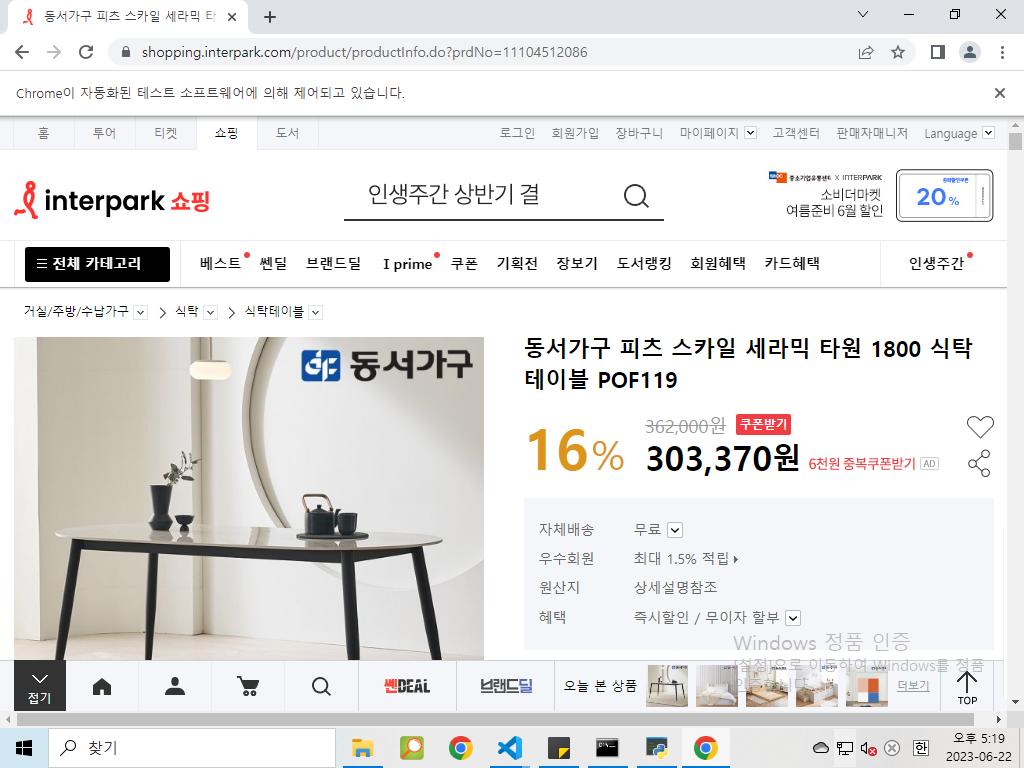 동서가구 피츠 스카일 세라믹 타
shopping.interpark.com/product/productInfo.do?prdNo=11104512086
Chrome이 자동화된 테스트 소프트웨어에 의해 제어되고 있습니다.
홈 투어 티켓 쇼핑 도서 로그인 회원가입 장바구니 마이페이지 고객센터 판매자매니저 Language
interpark 쇼핑
인생주간 상반기 결
중소기업유통센터 X INTERPARK
소비더마켓
여름준비 6월 할인
20%
전체 카테고리 베스트 쎈딜 브랜드딜 I prime 쿠폰 기획전 장보기 도서랭킹 회원혜택 카드혜택 인생주간
거실/주방/수납가구 식탁 식탁테이블
동서가구
동서가구 피츠 스카일 세라믹 타원 1800 식탁
테이블 POF119
16%
362,000원 쿠폰받기
303,370원 6천원 중복쿠폰받기 AD
자체배송 무료
우수회원 최대 1.5% 적립
원산지 상세설명참조
혜택 즉시할인 / 무이자 할부
Windows 정품 인증
[설정]으로 이동하여 Windows를 정품
인증합니다.
접기
쎈DEAL
브랜드딜
오늘 본 상품
더보기
TOP
찾기
한
오후 5:19
2023-06-22